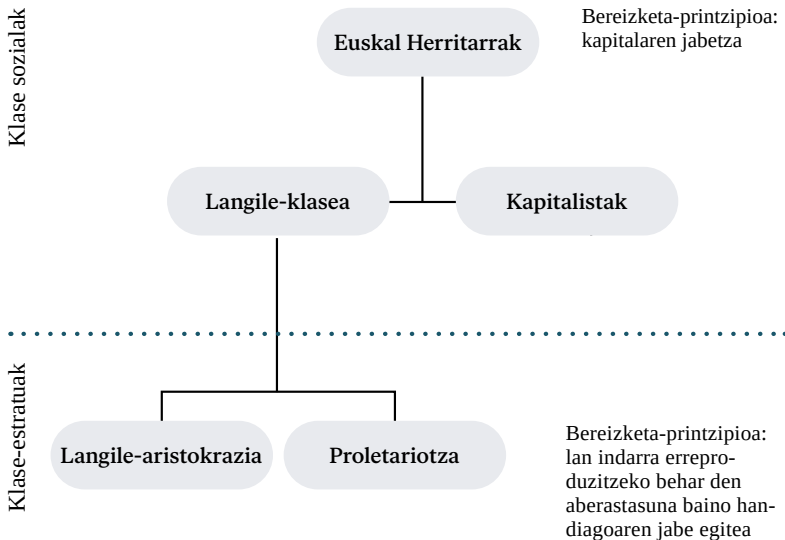 Klase sozialak
Euskal Herritarrak
Bereizketa-printzipioa:
kapitalaren jabetza
Langile-klasea
Kapitalistak
Klase-estratuak
Langile-aristokrazia
Proletariotza
Bereizketa-printzipioa:
lan indarra errepro-
duzitzeko behar den
aberastasuna baino han-
diagoaren jabe egitea